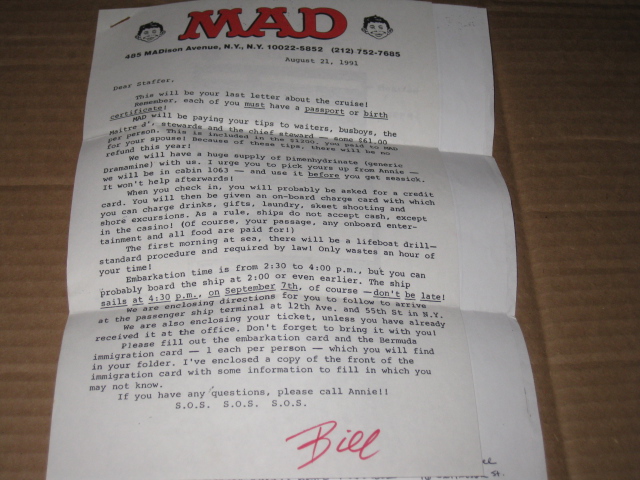 MAD
485 MADison Avenue, N.Y., N.Y. 10022-5852 (212) 752-7685
August 21, 1991
Dear Staffer,
This will be your last letter about the cruise!
Remember, each of you must have a passport or birth
certificate!
MAD will be paying your tips to waiters, busboys, the
Maitre d', stewards and the chief steward — some $61.00
per person. This is included in the $1250. you paid to MAD
for your spouse! Because of these tips, there will be no
refund this year!
We will have a huge supply of Dimenhydrinate (generic
Dramamine) with us. I urge you to pick yours up from Annie —
we will be in cabin 1063 — and use it before you get seasick.
It won't help afterwards!
When you check in, you will probably be asked for a credit
card. You will then be given an on-board charge card with which
you can charge drinks, gifts, laundry, skeet shooting and
shore excursions. As a rule, ships do not accept cash, except
in the casino! (Of course, your passage, any onboard enter-
tainment and all food are paid for!)
The first morning at sea, there will be a lifeboat drill—
standard procedure and required by law! Only wastes an hour of
your time!
Embarkation time is from 2:30 to 4:00 p.m., but you can
probably board the ship at 2:00 or even earlier. The ship
sails at 4:30 p.m., on September 7th, of course — don't be late!
We are enclosing directions for you to follow to arrive
at the passenger ship terminal at 12th Ave. and 55th St in N.Y.
We are also enclosing your ticket, unless you have already
received it at the office. Don't forget to bring it with you!
Please fill out the embarkation card and the Bermuda
immigration card — 1 each per person — which you will find
in your folder. I've enclosed a copy of the front of the
immigration card with some information to fill in which you
may not know.
If you have any questions, please call Annie!!
S.O.S. S.O.S. S.O.S.
Bill
st.